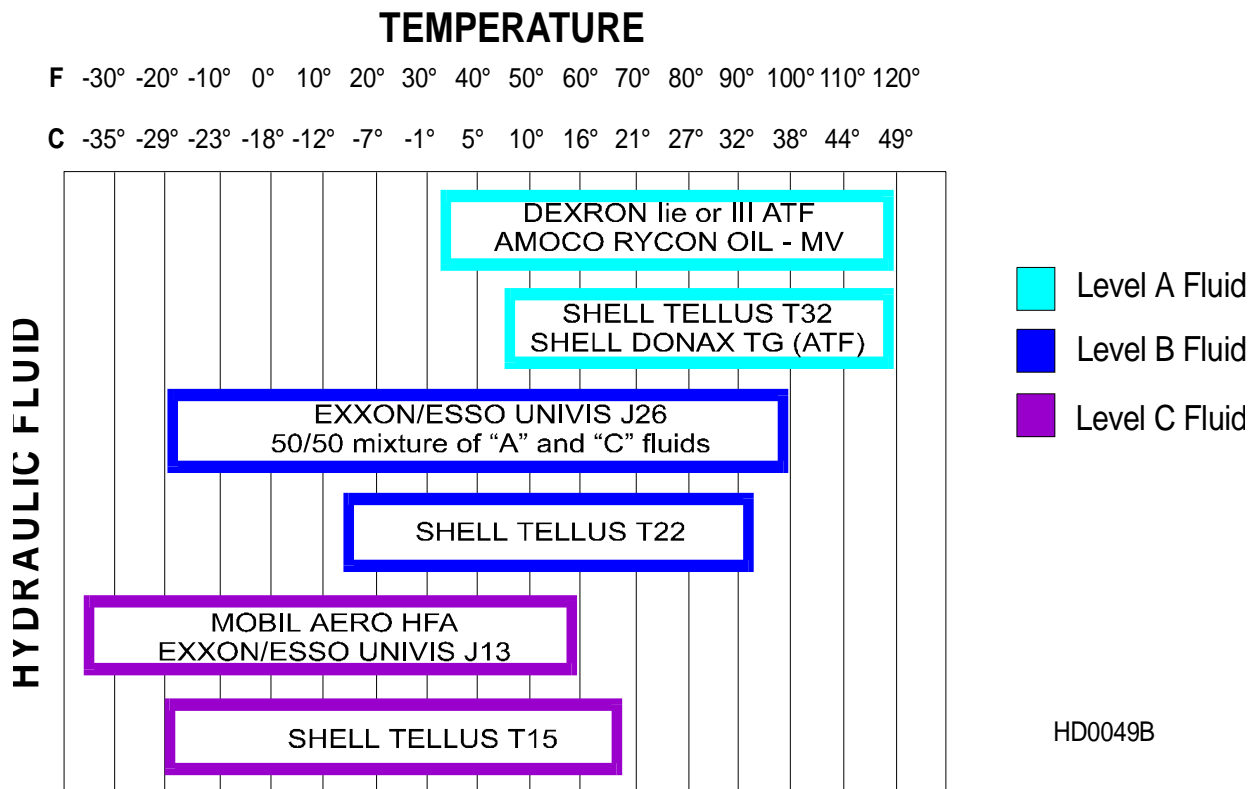 TEMPERATURE
F -30° -20° -10° 0° 10° 20° 30° 40° 50° 60° 70° 80° 90° 100° 110° 120°
C -35° -29° -23° -18° -12° -7° -1° 5° 10° 16° 21° 27° 32° 38° 44° 49°
HYDRAULIC FLUID
DEXRON IIe or III ATF
AMOCO RYCON OIL - MV
SHELL TELLUS T32
SHELL DONAX TG (ATF)
EXXON/ESSO UNIVIS J26
50/50 mixture of “A” and “C” fluids
SHELL TELLUS T22
MOBIL AERO HFA
EXXON/ESSO UNIVIS J13
SHELL TELLUS T15
Level A Fluid
Level B Fluid
Level C Fluid
HD0049B